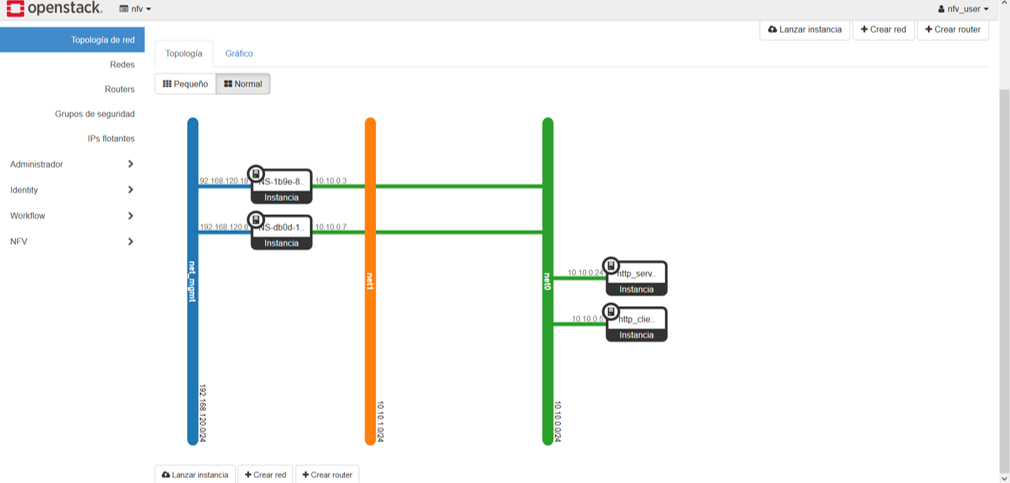 openstack. nfv
nfv_user
Lanzar instancia Crear red Crear router
Topología de red
Redes
Routers
Grupos de seguridad
IPs flotantes
Administrador
Identity
Workflow
NFV
Topología Gráfico
Pequeño Normal
net_mgmt
192.168.120.0/24
net1
10.10.1.0/24
net0
10.10.0.0/24
92.168.120.18 NS-1b9e-8.. 10.10.0.3
Instancia
192.168.120.8 NS-db0d-1.. 10.10.0.7
Instancia
10.10.0.24 http_serv..
Instancia
10.10.0.5 http_clie..
Instancia
Lanzar instancia Crear red Crear router